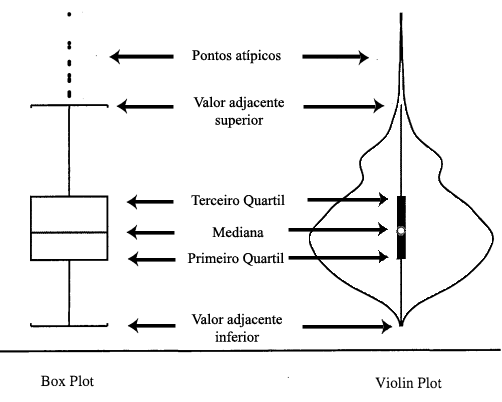 Pontos atípicos
Valor adjacente
superior
Terceiro Quartil
Mediana
Primeiro Quartil
Valor adjacente
inferior
Box Plot
Violin Plot